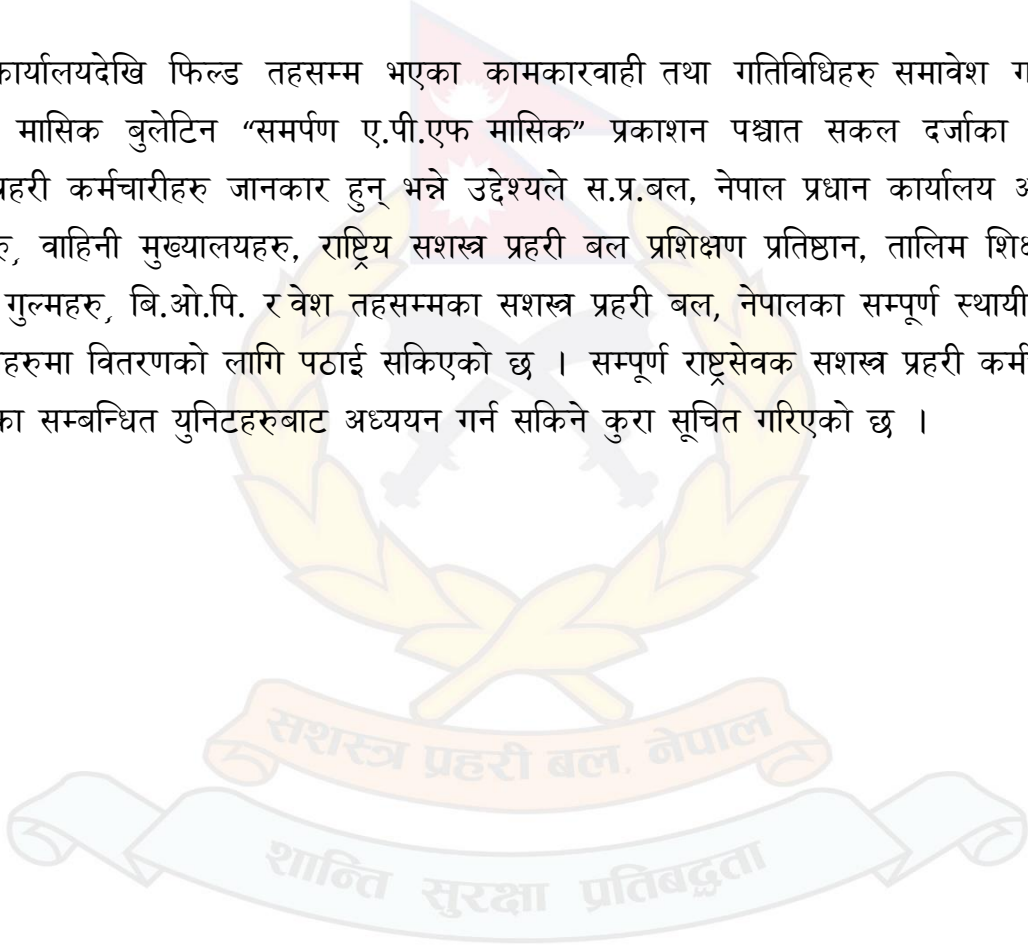 कार्यालयदेखि फिल्ड तहसम्म भएका कामकारवाही तथा गतिविधिहरु समावेश
मासिक बुलेटिन “समर्पण ए.पी.एफ मासिक” प्रकाशन पश्चात सकल दर्जाका
प्रहरी कर्मचारीहरु जानकार हुन् भन्ने उद्देश्यले स.प्र.बल, नेपाल प्रधान कार्यालय
वाहिनी मुख्यालयहरु, राष्ट्रिय सशस्त्र प्रहरी बल प्रशिक्षण प्रतिष्ठान, तालिम
गुल्महरु, बि.ओ.पि. र वेश तहसम्मका सशस्त्र प्रहरी बल, नेपालका सम्पूर्ण स्थायी
हरुमा वितरणको लागि पठाई सकिएको छ । सम्पूर्ण राष्ट्रसेवक सशस्त्र प्रहरी
का सम्बन्धित युनिटहरुबाट अध्ययन गर्न सकिने कुरा सूचित गरिएको छ ।
सशस्त्र प्रहरी बल, नेपाल
शान्ति सुरक्षा प्रतिबद्धता